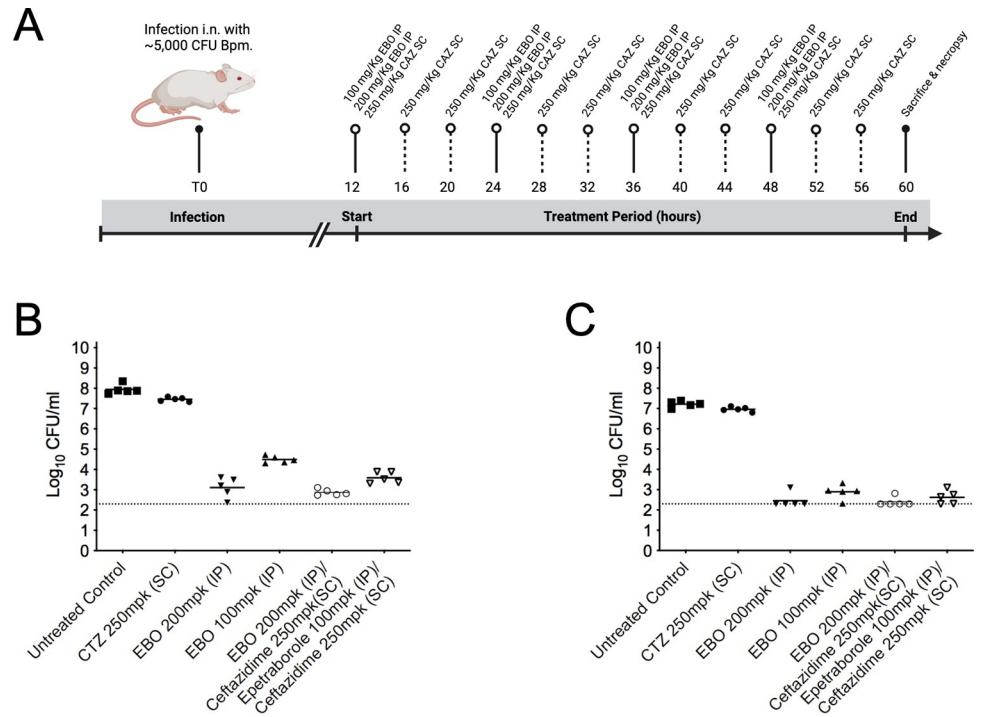 A
Infection i.n. with
~5,000 CFU Bpm.
100 mg/Kg EBO IP
200 mg/Kg EBO IP
250 mg/Kg CAZ SC
250 mg/Kg CAZ SC
250 mg/Kg CAZ SC
100 mg/Kg EBO IP
200 mg/Kg EBO IP
250 mg/Kg CAZ SC
250 mg/Kg CAZ SC
250 mg/Kg CAZ SC
100 mg/Kg EBO IP
200 mg/Kg EBO IP
250 mg/Kg CAZ SC
250 mg/Kg CAZ SC
250 mg/Kg CAZ SC
100 mg/Kg EBO IP
200 mg/Kg EBO IP
250 mg/Kg CAZ SC
250 mg/Kg CAZ SC
250 mg/Kg CAZ SC
Sacrifice & necropsy
T0 12 16 20 24 28 32 36 40 44 48 52 56 60
Infection Start Treatment Period (hours) End
B
Log10 CFU/ml
10
9
8
7
6
5
4
3
2
1
0
Untreated Control
CTZ 250mpk (SC)
EBO 200mpk (IP)
EBO 100mpk (IP)
EBO 200mpk (IP)/
Ceftazidime 250mpk(SC)
Epetraborole 100mpk (IP)/
Ceftazidime 250mpk (SC)
C
Log10 CFU/ml
10
9
8
7
6
5
4
3
2
1
0
Untreated Control
CTZ 250mpk (SC)
EBO 200mpk (IP)
EBO 100mpk (IP)
EBO 200mpk (IP)/
Ceftazidime 250mpk(SC)
Epetraborole 100mpk (IP)/
Ceftazidime 250mpk (SC)